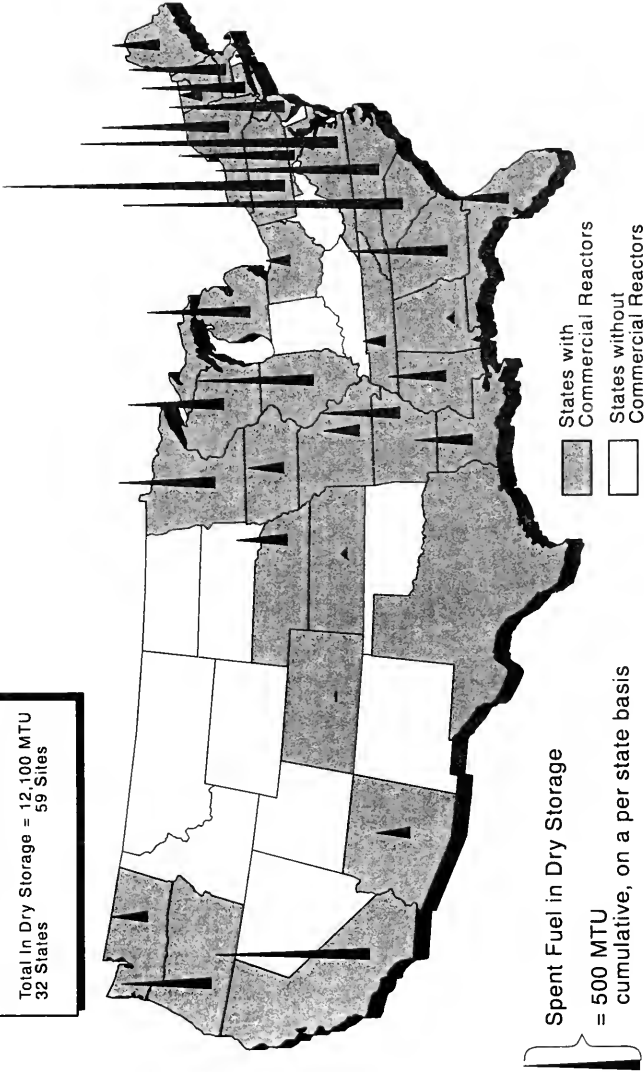 Total In Dry Storage = 12,100 MTU
32 States 59 Sites
States with
Commercial Reactors
States without
Commercial Reactors
Spent Fuel in Dry Storage
= 500 MTU
cumulative, on a per state basis